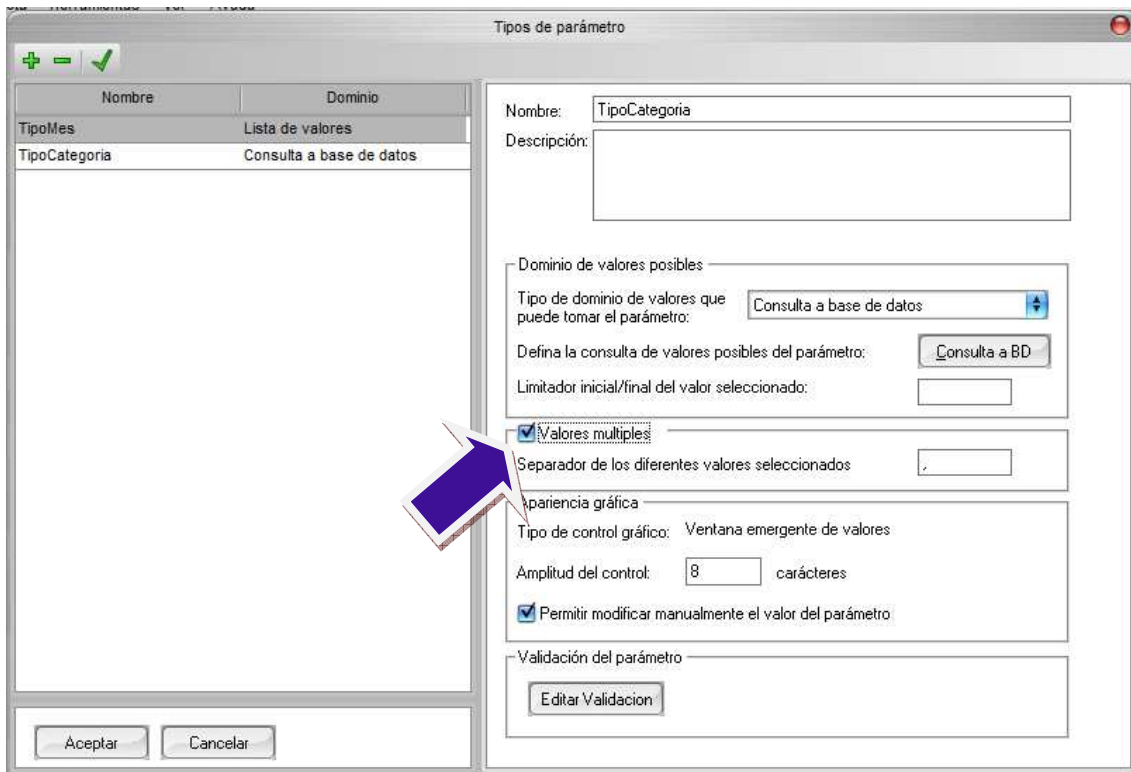 Herramientas
Tipos de parámetro
Nombre Dominio
TipoMes Lista de valores
TipoCategoria Consulta a base de datos
Aceptar Cancelar
Nombre: TipoCategoria
Descripción:
Dominio de valores posibles
Tipo de dominio de valores que
puede tomar el parámetro:
Consulta a base de datos
Defina la consulta de valores posibles del parámetro: Consulta a BD
Limitador inicial/final del valor seleccionado:
Valores multiples
Separador de los diferentes valores seleccionados ,
Apariencia gráfica
Tipo de control gráfico: Ventana emergente de valores
Amplitud del control: 8 carácteres
Permitir modificar manualmente el valor del parámetro
Validación del parámetro
Editar Validacion